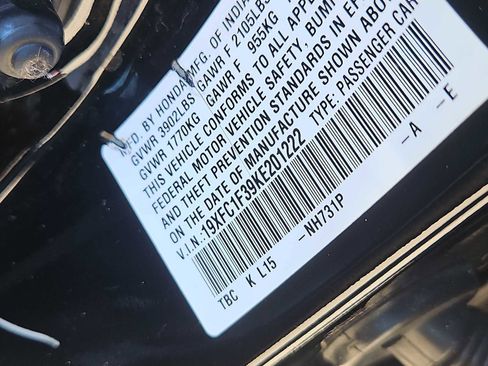 MFD. BY HONDA MFG. OF INDIA
GVWR 3902LBS GAWR F 2105LBS
GVWR 1770KG GAWR F 955KG
THIS VEHICLE CONFORMS TO ALL APPL
FEDERAL MOTOR VEHICLE SAFETY, BUMP
AND THEFT PREVENTION STANDARDS IN EF
ON THE DATE OF MANUFACTURE SHOWN ABOV
V.I.N.:19XFC1F39KE201222 TYPE: PASSENGER CAR
TBC K L15 -NH731P -A -E